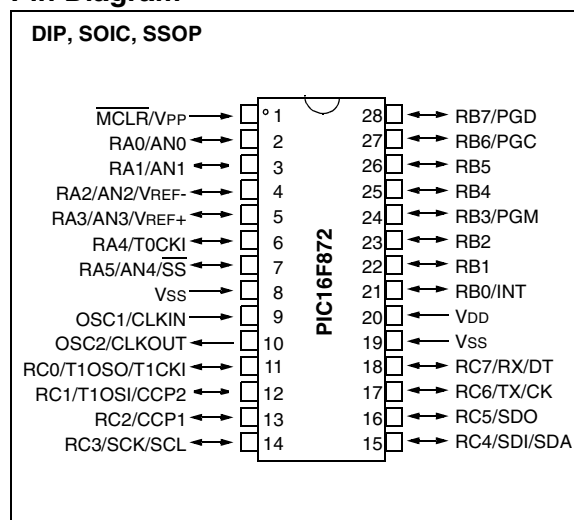 Pin Diagram
DIP, SOIC, SSOP
MCLR/VPP
RA0/AN0
RA1/AN1
RA2/AN2/VREF-
RA3/AN3/VREF+
RA4/T0CKI
RA5/AN4/SS
VSS
OSC1/CLKIN
OSC2/CLKOUT
RC0/T1OSO/T1CKI
RC1/T1OSI/CCP2
RC2/CCP1
RC3/SCK/SCL
1
2
3
4
5
6
7
8
9
10
11
12
13
14
PIC16F872
28
27
26
25
24
23
22
21
20
19
18
17
16
15
RB7/PGD
RB6/PGC
RB5
RB4
RB3/PGM
RB2
RB1
RB0/INT
VDD
VSS
RC7/RX/DT
RC6/TX/CK
RC5/SDO
RC4/SDI/SDA